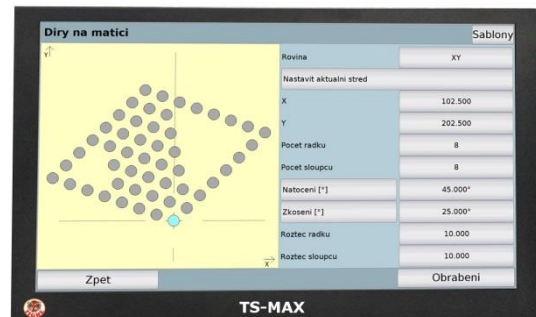 Diry na matici
Sablony
Y
Rovina XY
Nastavit aktualni stred
X 102.500
Y 202.500
Pocet radku 8
Pocet sloupcu 8
Natoceni [°] 45.000°
Zkoseni [°] 25.000°
Roztec radku 10.000
X
Roztec sloupcu 10.000
Zpet
Obrabeni
TS-MAX